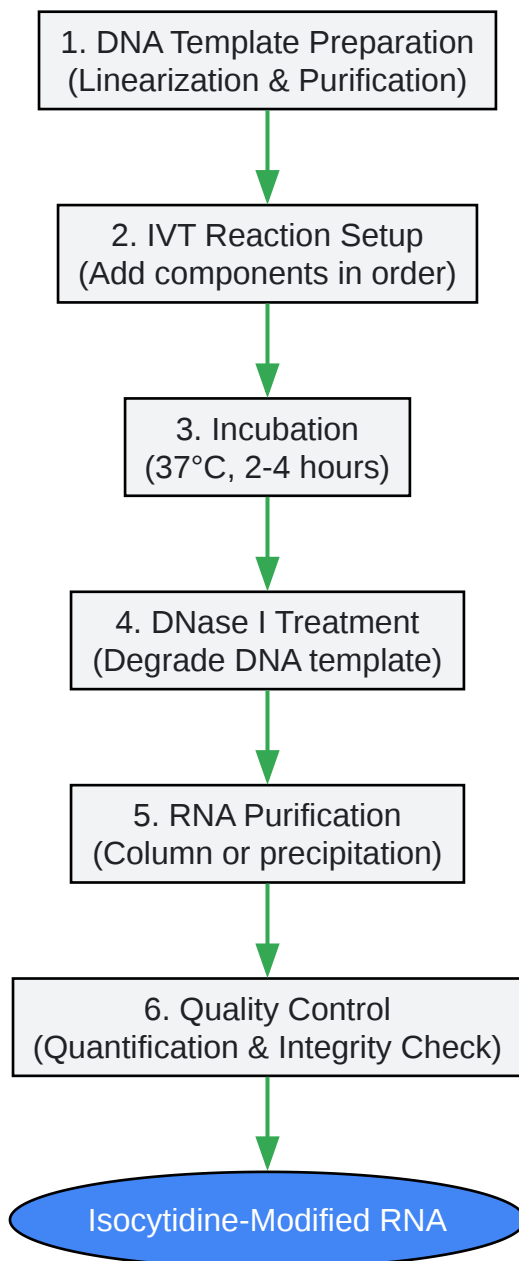 1. DNA Template Preparation
(Linearization & Purification)
2. IVT Reaction Setup
(Add components in order)
3. Incubation
(37°C, 2-4 hours)
4. DNase I Treatment
(Degrade DNA template)
5. RNA Purification
(Column or precipitation)
6. Quality Control
(Quantification & Integrity Check)
Isocytidine-Modified RNA